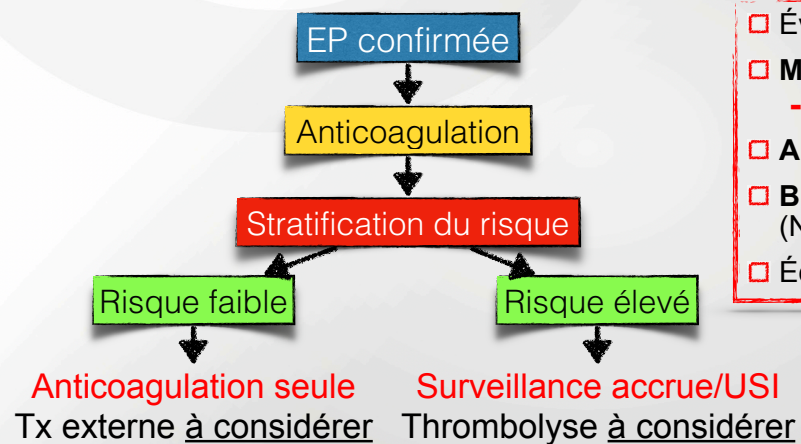 EP confirmée
Anticoagulation
Stratification du risque
Risque faible
Risque élevé
Anticoagulation seule
Tx externe à considérer
Surveillance accrue/USI
Thrombolyse à considérer